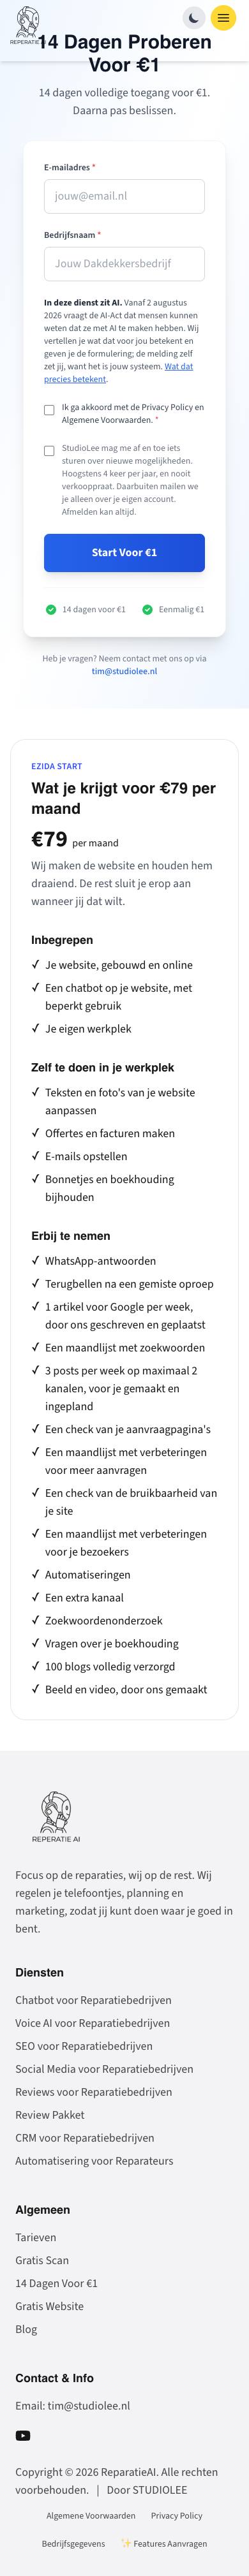 REPARATIE AI
14 Dagen Proberen
Voor €1
14 dagen volledige toegang voor €1.
Daarna pas beslissen.
E-mailadres *
jouw@email.nl
Bedrijfsnaam *
Jouw Dakdekkersbedrijf
In deze dienst zit AI. Vanaf 2 augustus
2026 vraagt de AI-Act dat mensen kunnen
weten dat ze met AI te maken hebben. Wij
vertellen je wat dat voor jou betekent en
geven je de formulering; de melding zelf
zet jij, want het is jouw systeem. Wat dat
precies betekent.
Ik ga akkoord met de Privacy Policy en
Algemene Voorwaarden. *
StudioLee mag me af en toe iets
sturen over nieuwe mogelijkheden.
Hoogstens 4 keer per jaar, en nooit
verkooppraat. Daarbuiten mailen we
je alleen over je eigen account.
Afmelden kan altijd.
Start Voor €1
14 dagen voor €1
Eenmalig €1
Heb je vragen? Neem contact met ons op via
tim@studiolee.nl
EZIDA START
Wat je krijgt voor €79 per
maand
€79 per maand
Wij maken de website en houden hem
draaiend. De rest sluit je erop aan
wanneer jij dat wilt.
Inbegrepen
✓ Je website, gebouwd en online
✓ Een chatbot op je website, met
beperkt gebruik
✓ Je eigen werkplek
Zelf te doen in je werkplek
✓ Teksten en foto's van je website
aanpassen
✓ Offertes en facturen maken
✓ E-mails opstellen
✓ Bonnetjes en boekhouding
bijhouden
Erbij te nemen
✓ WhatsApp-antwoorden
✓ Terugbellen na een gemiste oproep
✓ 1 artikel voor Google per week,
door ons geschreven en geplaatst
✓ Een maandlijst met zoekwoorden
✓ 3 posts per week op maximaal 2
kanalen, voor je gemaakt en
ingepland
✓ Een check van je aanvraagpagina's
✓ Een maandlijst met verbeteringen
voor meer aanvragen
✓ Een check van de bruikbaarheid van
je site
✓ Een maandlijst met verbeteringen
voor je bezoekers
✓ Automatiseringen
✓ Een extra kanaal
✓ Zoekwoordenonderzoek
✓ Vragen over je boekhouding
✓ 100 blogs volledig verzorgd
✓ Beeld en video, door ons gemaakt
REPARATIE AI
Focus op de reparaties, wij op de rest. Wij
regelen je telefoontjes, planning en
marketing, zodat jij kunt doen waar je goed in
bent.
Diensten
Chatbot voor Reparatiebedrijven
Voice AI voor Reparatiebedrijven
SEO voor Reparatiebedrijven
Social Media voor Reparatiebedrijven
Reviews voor Reparatiebedrijven
Review Pakket
CRM voor Reparatiebedrijven
Automatisering voor Reparateurs
Algemeen
Tarieven
Gratis Scan
14 Dagen Voor €1
Gratis Website
Blog
Contact & Info
Email: tim@studiolee.nl
Copyright © 2026 ReparatieAI. Alle rechten
voorbehouden. | Door STUDIOLEE
Algemene Voorwaarden Privacy Policy
Bedrijfsgegevens ✨ Features Aanvragen